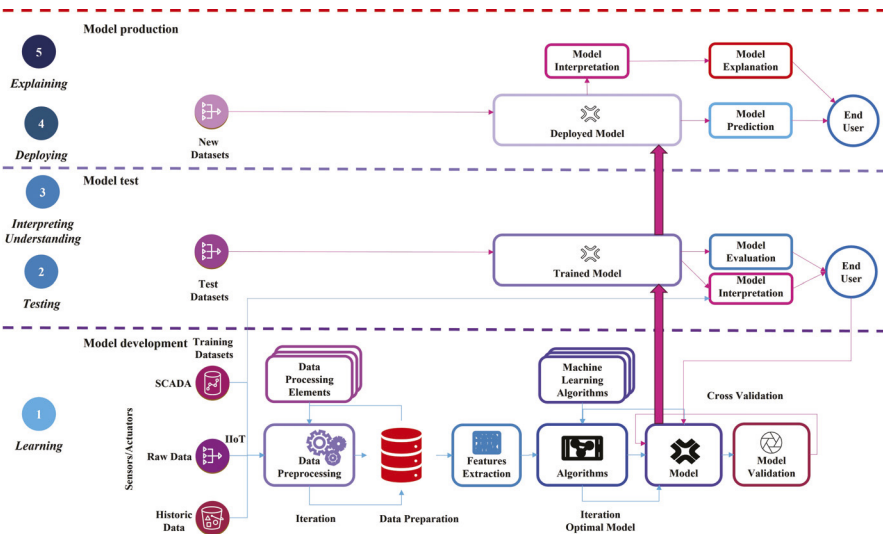 Model production
5
Explaining
4
Deploying
New
Datasets
Model
Interpretation
Model
Explanation
Deployed Model
Model
Prediction
End
User
Model test
3
Interpreting
Understanding
2
Testing
Test
Datasets
Trained Model
Model
Evaluation
Model
Interpretation
End
User
Model development
Training
Datasets
1
Learning
Sensors/Actuators
SCADA
Raw Data
IIoT
Historic
Data
Data
Processing
Elements
Data
Preprocessing
Iteration
Data Preparation
Features
Extraction
Machine
Learning
Algorithms
Algorithms
Iteration
Optimal Model
Cross Validation
Model
Model
Validation